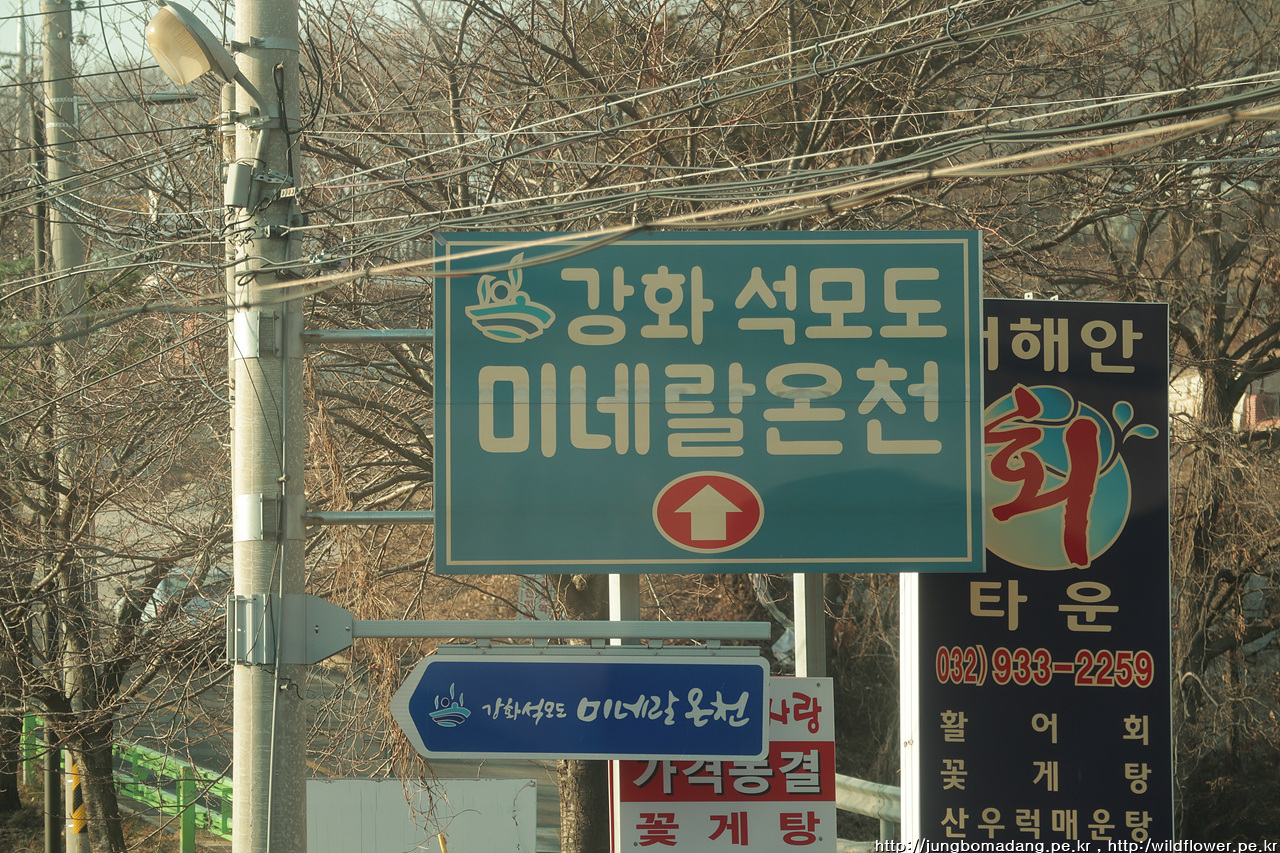 강화 석모도
미네랄온천
해안
회
타운
032) 933-2259
활어회
꽃게탕
산우럭매운탕
강화석모도 미네랄온천
사랑
가격동결
꽃게탕
http://jungbomadang.pe.kr , http://wildflower.pe.kr